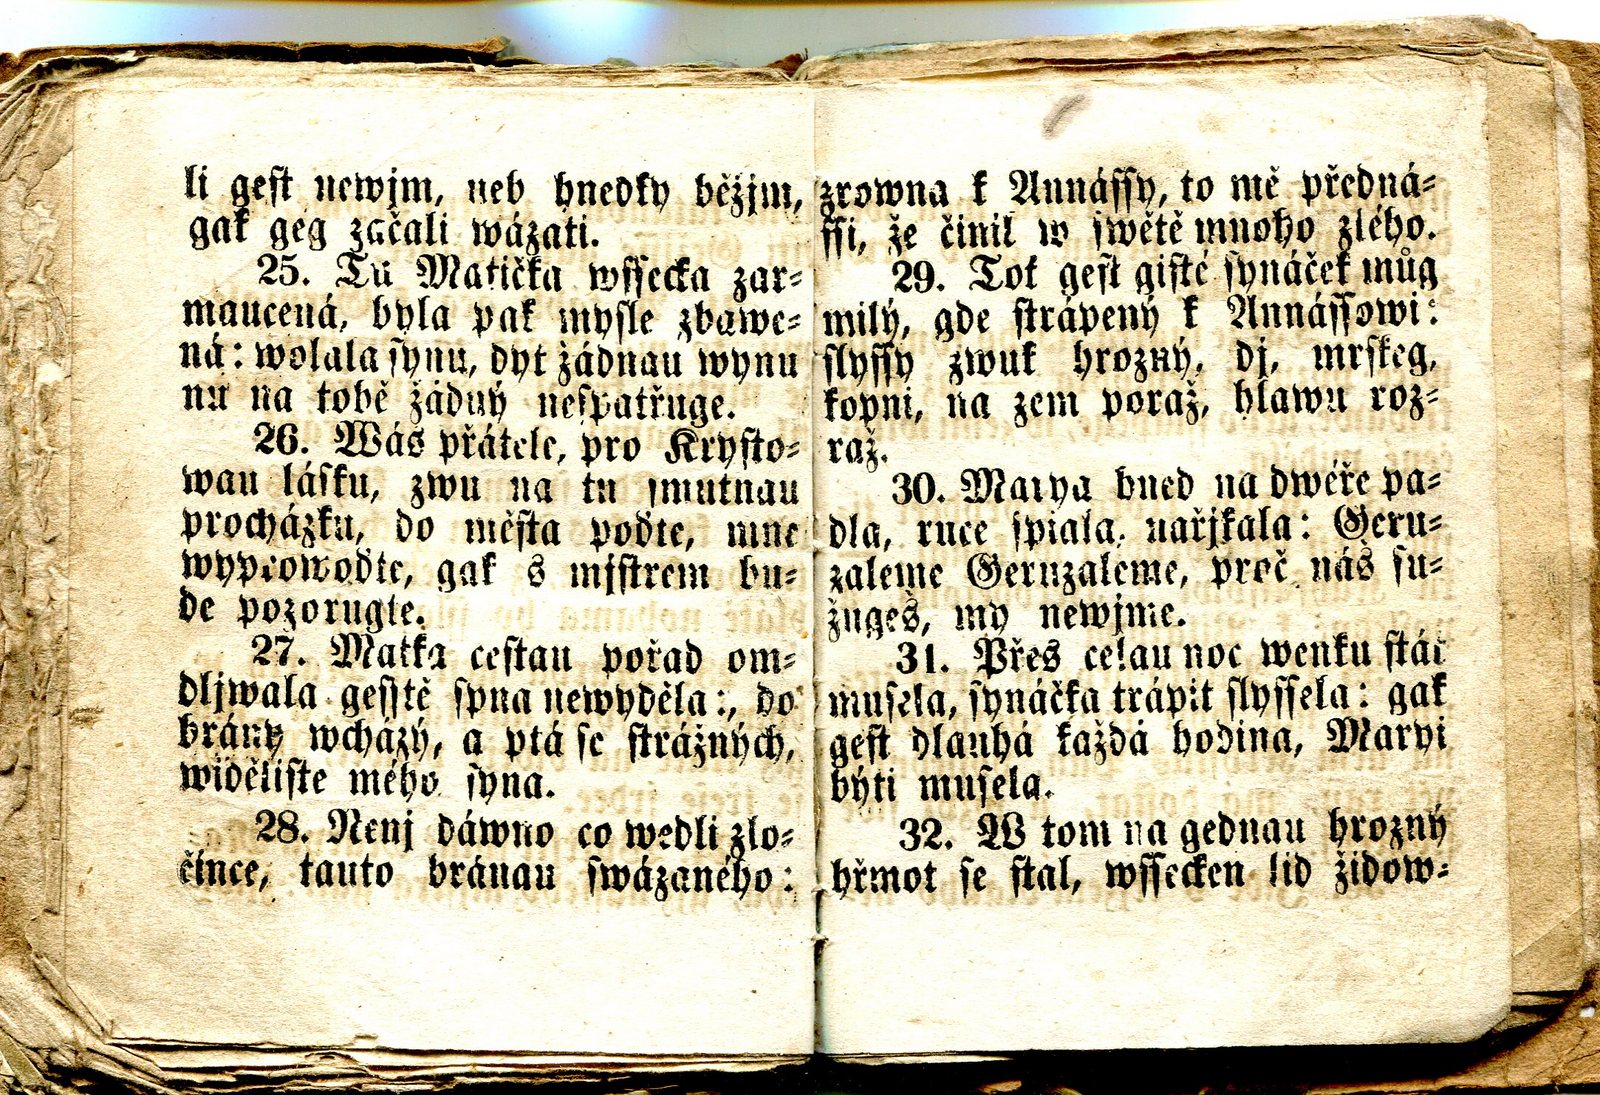 li gest newjm, neb hnedky běžjm,
gak geg začali wázati.
25. Tu Matička wssecka zar=
maucená, byla pak mysle zbawe=
ná: wolala synu, dyt žádnau wynu
nu na tobě žádný nespatřuge.
26. Wás přátele, pro Krysto=
wau lásku, zwu na tu smutnau
procházku, do města poďte, mne
wyprowoďte, gak s mjstrem bu=
de pozorugte.
27. Matka cestau pořad om=
dljwala gesstě syna newyděla:, do
brány wcházý, a ptá se strážných,
widěliste mého syna.
28. Nenj dáwno co wedli zlo=
čince, tauto bránau swázaného:
zrowna k Annássy, to mě předná=
ssi, že činil w swětě mnoho zlého.
29. Tot gest gisté synáček můg
milý, gde strápený k Annássowi:
slyssy zwuk hrozný, dj, mrskeg,
kopni, na zem poraž, hlawu roz=
raž.
30. Marya hned na dwéře pa=
dla, ruce spiala, nařjkala: Geru=
zaleme Geruzaleme, proč nás su=
žugeš, my newjme.
31. Přes celau noc wenku stát
musela, synáčka trápit slyssela: gak
gest dlauhá každá hodina, Maryi
býti musela.
32. W tom na gednau hrozný
hřmot se stal, wssecken lid židow=